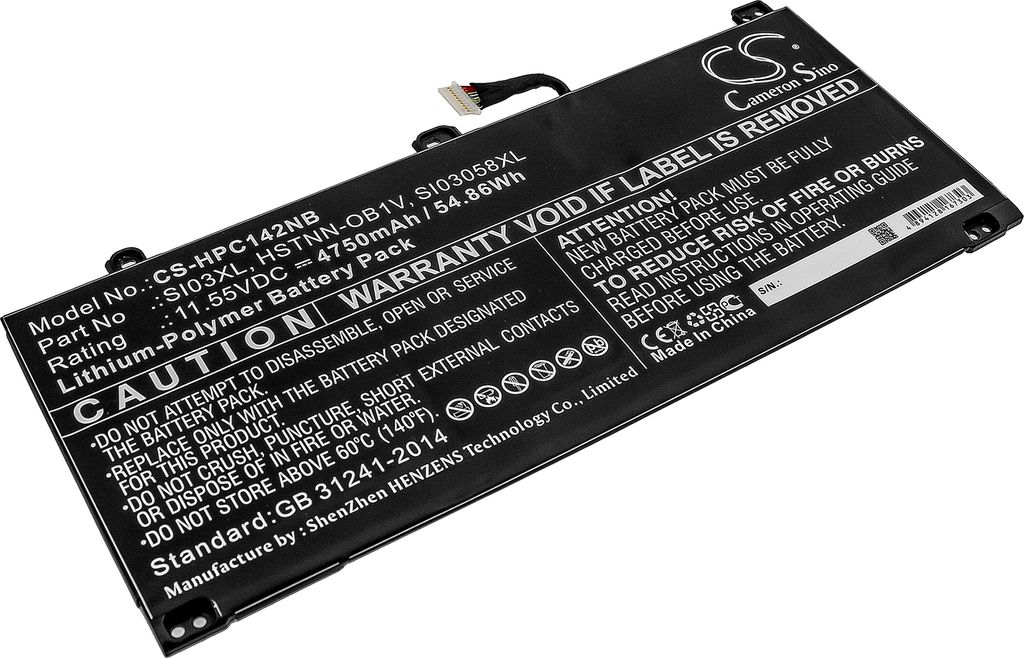 CS
Cameron Sino
Model No.: CS-HPC142NB
Part No : SI03XL, HSTNN-OB1V, SI03058XL
Rating : 11.55VDC ⎓ 4750mAh / 54.86Wh
Lithium-Polymer Battery Pack
CAUTION
WARRANTY VOID IF LABEL IS REMOVED
•DO NOT ATTEMPT TO DISASSEMBLE, OPEN OR SERVICE
THE BATTERY PACK.
•REPLACE ONLY WITH THE BATTERY PACK DESIGNATED
FOR THIS PRODUCT.
•DO NOT CRUSH, PUNCTURE, SHORT EXTERNAL CONTACTS
OR DISPOSE OF IN FIRE OR WATER.
•DO NOT STORE ABOVE 60°C (140°F).
Standard:GB 31241-2014
Manufacture by : ShenZhen HENZENS Technology Co., Limited
ATTENTION:
NEW BATTERY PACK MUST BE FULLY
CHARGED BEFORE USE.
TO REDUCE RISK OF FIRE OR BURNS
READ INSTRUCTIONS IN OPERATING GUIDE
BEFORE USING THE BATTERY.
CE
Made in China
S/N.: